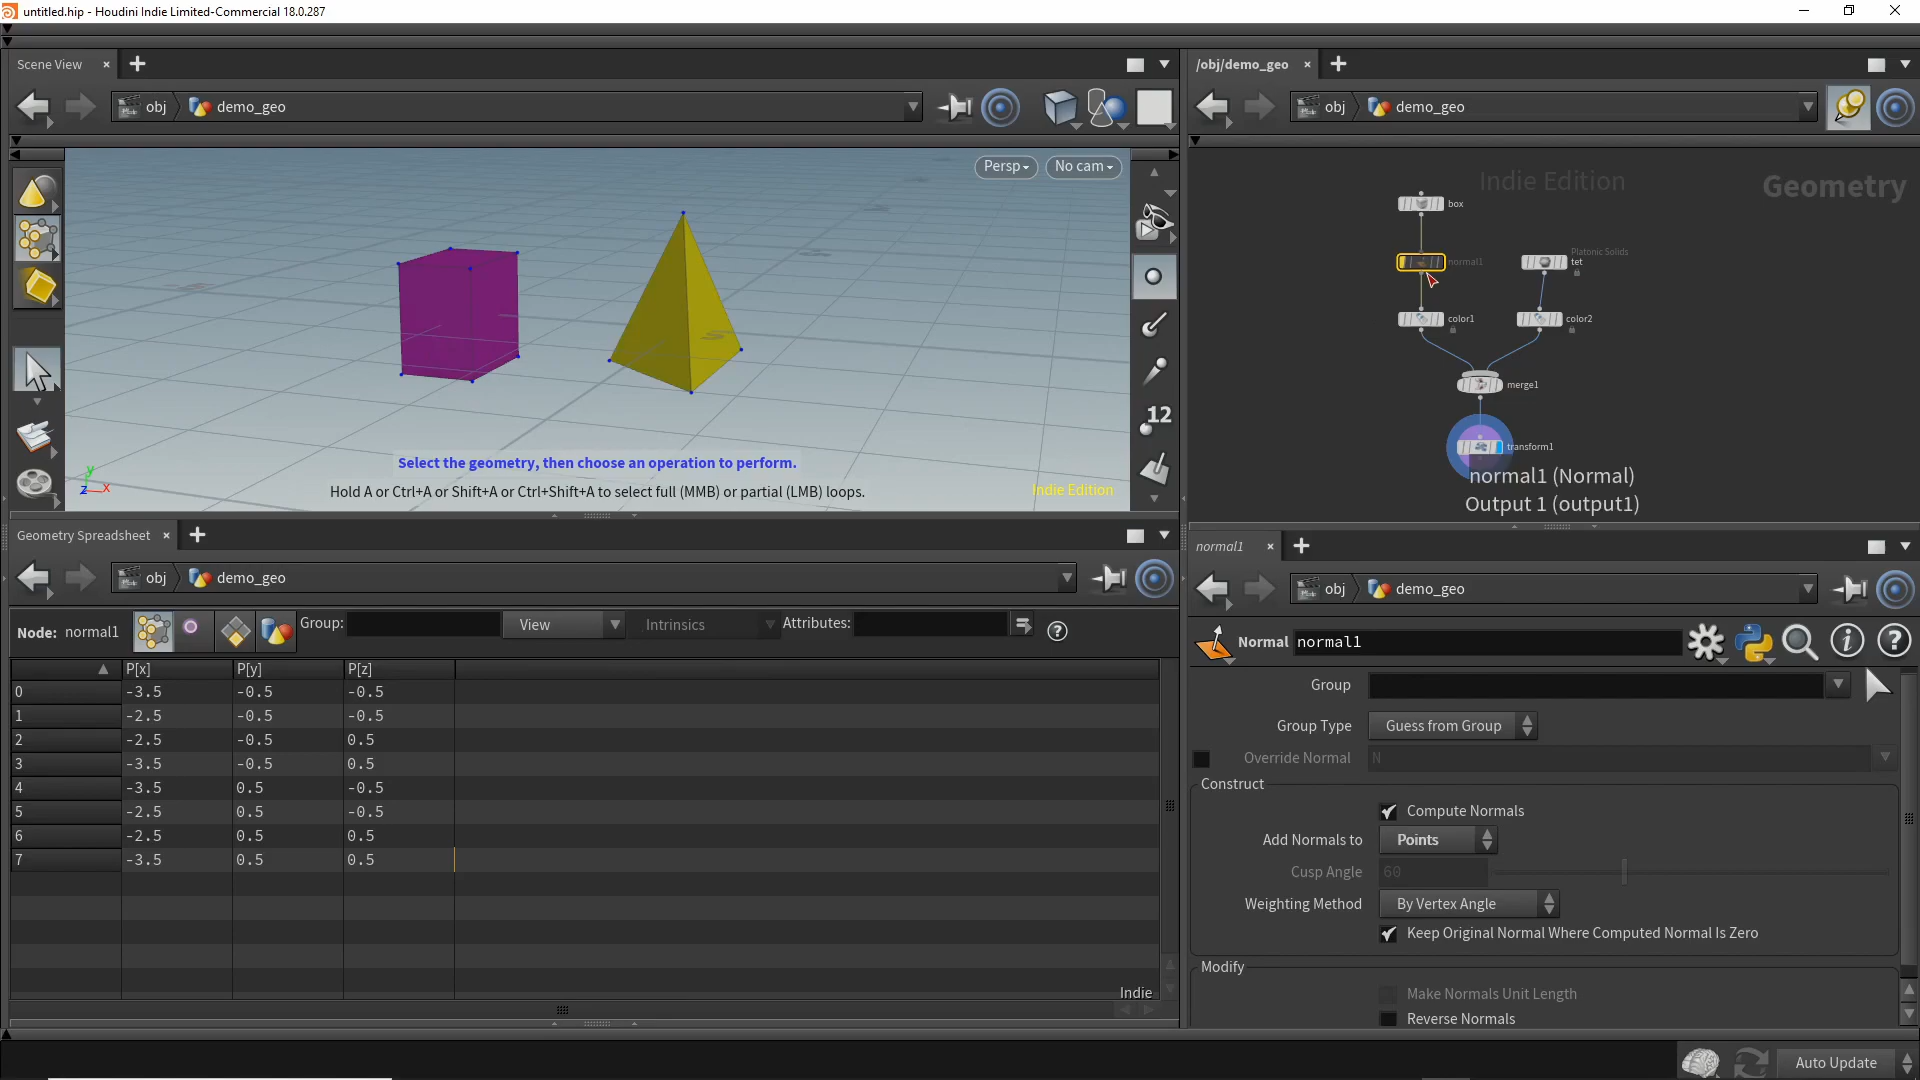 untitled.hip - Houdini Indie Limited-Commercial 18.0.287
Scene View
obj
demo_geo
Persp
No cam
12
Select the geometry, then choose an operation to perform.
Hold A or Ctrl+A or Shift+A or Ctrl+Shift+A to select full (MMB) or partial (LMB) loops.
Indie Edition
y
z
x
/obj/demo_geo
obj
demo_geo
Indie Edition
Geometry
box
normal1
Platonic Solids
tet
color1
color2
merge1
transform1
normal1 (Normal)
Output 1 (output1)
Geometry Spreadsheet
obj
demo_geo
Node: normal1
Group:
View
Intrinsics
Attributes:
P[x] P[y] P[z]
0 -3.5 -0.5 -0.5
1 -2.5 -0.5 -0.5
2 -2.5 -0.5 0.5
3 -3.5 -0.5 0.5
4 -3.5 0.5 -0.5
5 -2.5 0.5 -0.5
6 -2.5 0.5 0.5
7 -3.5 0.5 0.5
Indie
normal1
obj
demo_geo
Normal normal1
Group
Group Type Guess from Group
Override Normal N
Construct
Compute Normals
Add Normals to Points
Cusp Angle 60
Weighting Method By Vertex Angle
Keep Original Normal Where Computed Normal Is Zero
Modify
Make Normals Unit Length
Reverse Normals
Auto Update